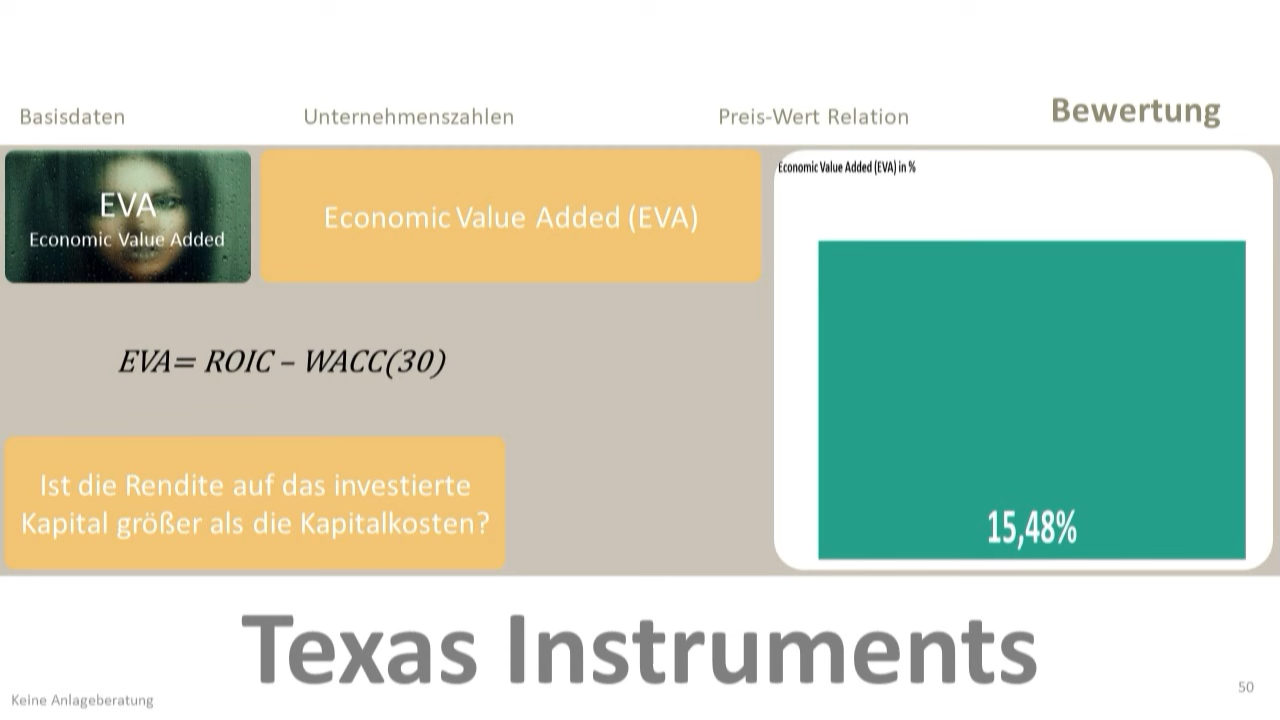 Basisdaten
Unternehmenszahlen
Preis-Wert Relation
Bewertung
EVA
Economic Value Added
Economic Value Added (EVA)
Economic Value Added (EVA) in %
EVA= ROIC – WACC(30)
Ist die Rendite auf das investierte
Kapital größer als die Kapitalkosten?
15,48%
Texas Instruments
Keine Anlageberatung
50